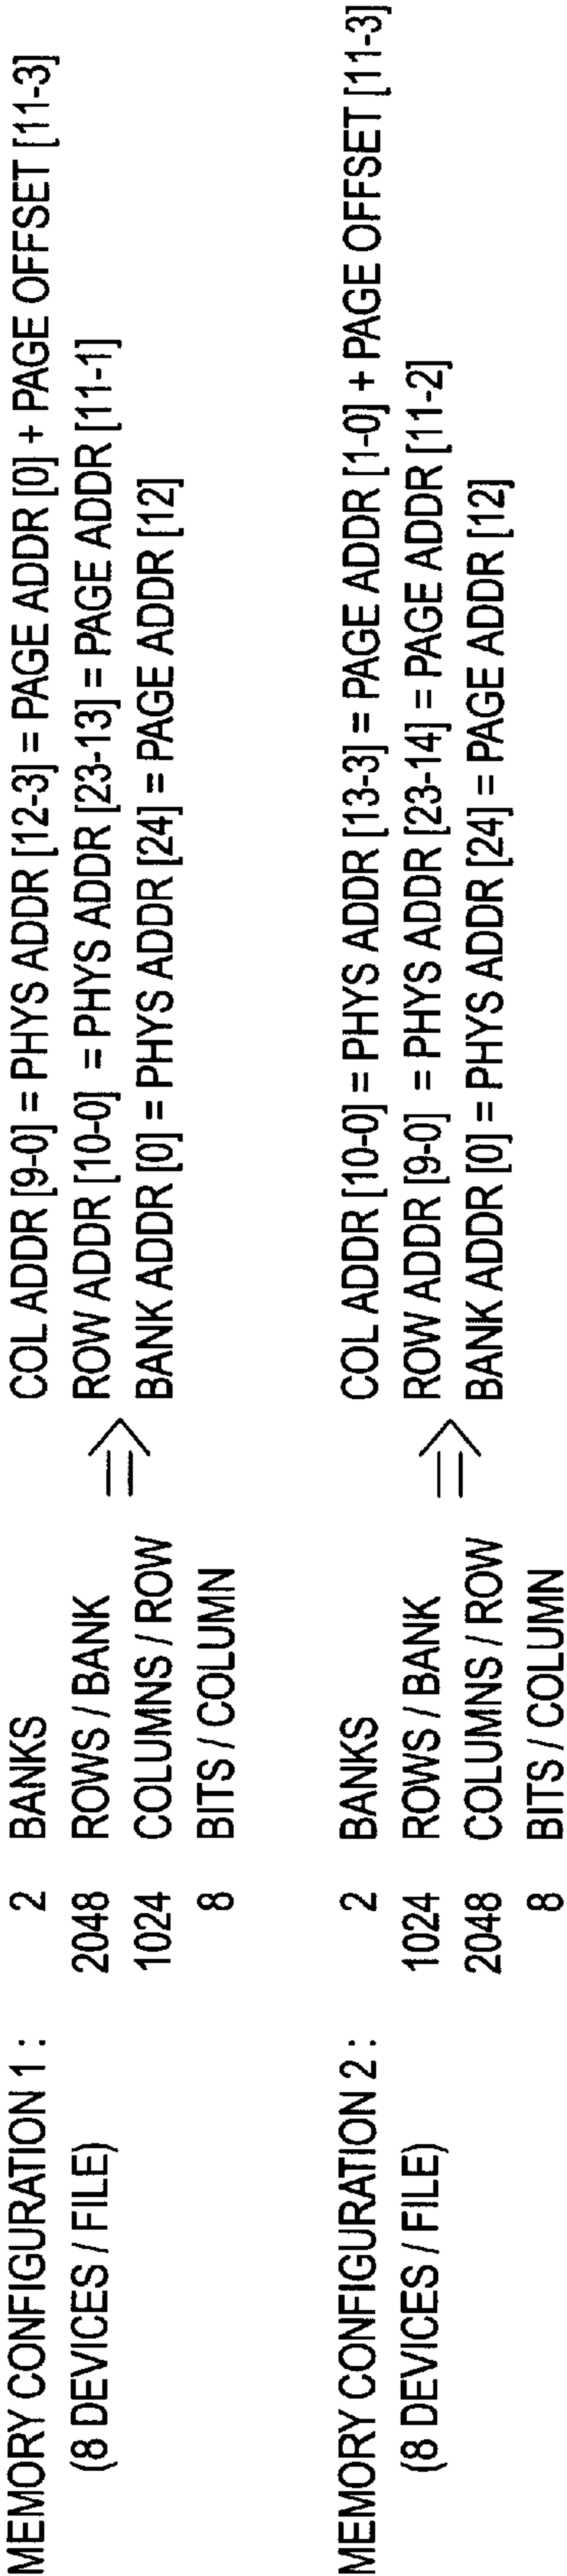 MEMORY CONFIGURATION 1 : 2 BANKS COL ADDR [9-0] = PHYS ADDR [12-3] = PAGE ADDR [0] + PAGE OFFSET [11-3]
(8 DEVICES / FILE) 2048 ROWS / BANK ⇒ ROW ADDR [10-0] = PHYS ADDR [23-13] = PAGE ADDR [11-1]
1024 COLUMNS / ROW BANK ADDR [0] = PHYS ADDR [24] = PAGE ADDR [12]
8 BITS / COLUMN
MEMORY CONFIGURATION 2 : 2 BANKS COL ADDR [10-0] = PHYS ADDR [13-3] = PAGE ADDR [1-0] + PAGE OFFSET [11-3]
(8 DEVICES / FILE) 1024 ROWS / BANK ⇒ ROW ADDR [9-0] = PHYS ADDR [23-14] = PAGE ADDR [11-2]
2048 COLUMNS / ROW BANK ADDR [0] = PHYS ADDR [24] = PAGE ADDR [12]
8 BITS / COLUMN